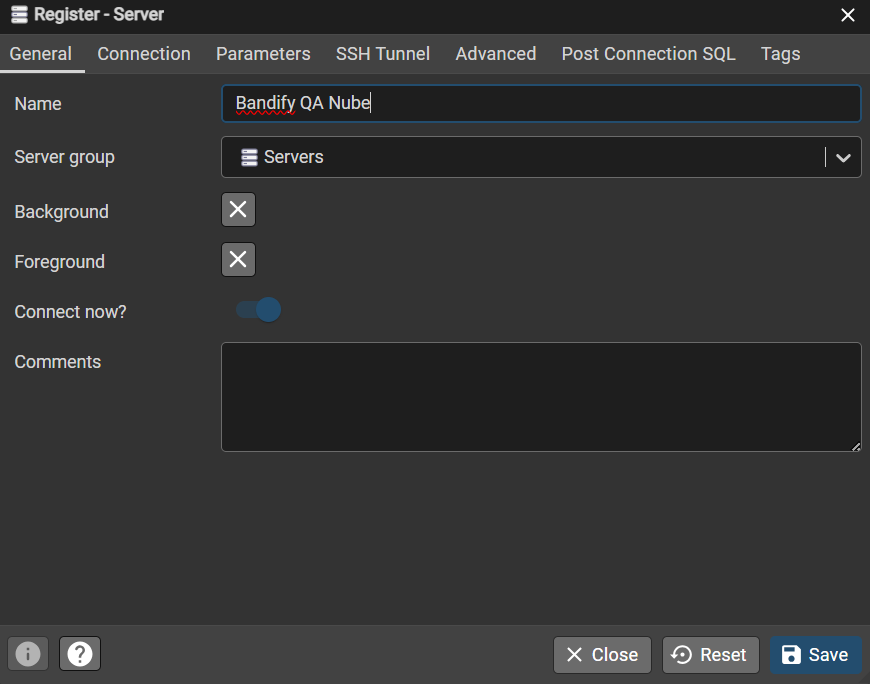 Register - Server
General Connection Parameters SSH Tunnel Advanced Post Connection SQL Tags
Name Bandify QA Nube
Server group Servers
Background
Foreground
Connect now?
Comments
Close Reset Save